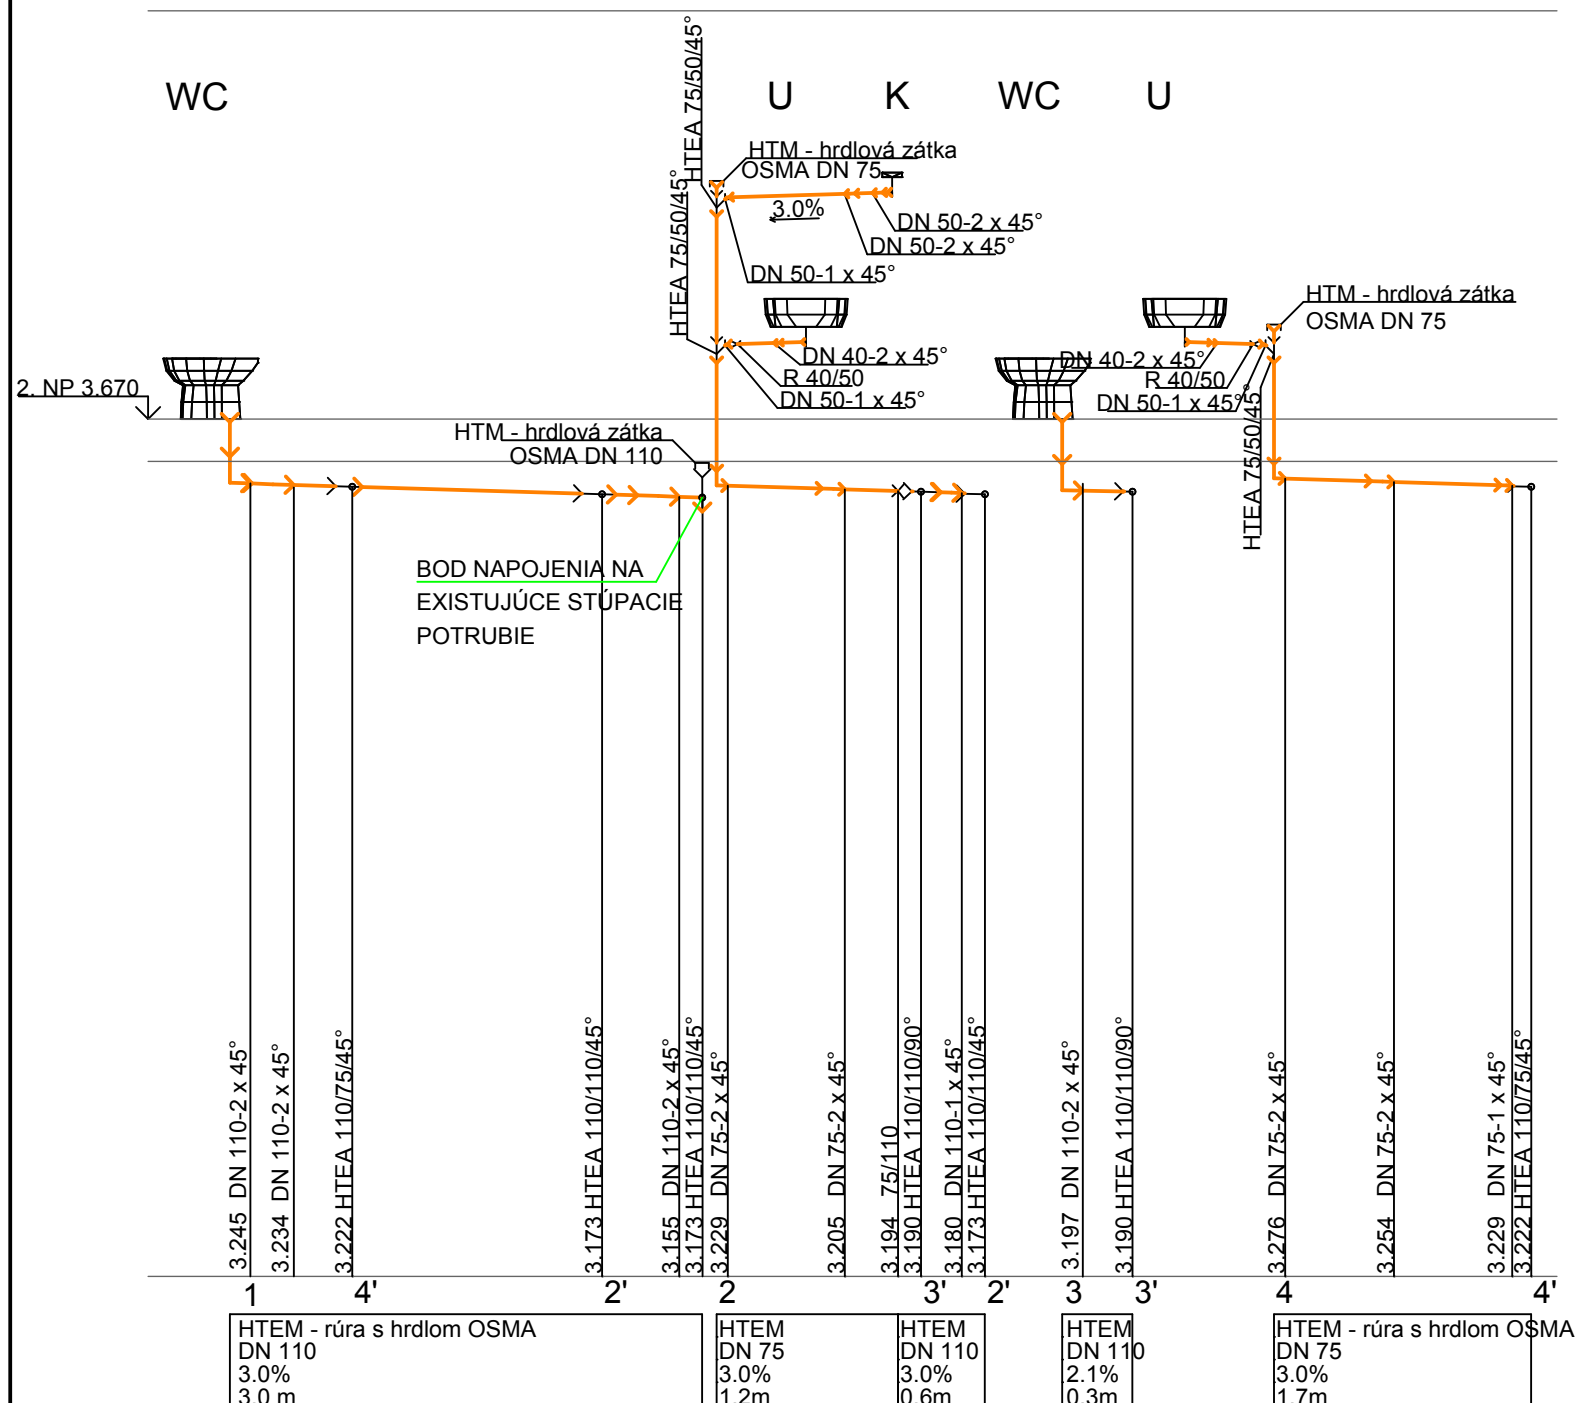 WC
U
K
WC
U
HTEA 75/50/45°
HTEA 75/50/45°
HTM - hrdlová zátka
OSMA DN 75
3.0%
DN 50-2 x 45°
DN 50-2 x 45°
DN 50-1 x 45°
HTM - hrdlová zátka
OSMA DN 75
DN 40-2 x 45°
R 40/50
DN 50-1 x 45°
DN 40-2 x 45°
R 40/50
DN 50-1 x 45°
HTEA 75/50/45°
2. NP 3.670
HTM - hrdlová zátka
OSMA DN 110
BOD NAPOJENIA NA
EXISTUJÚCE STÚPACIE
POTRUBIE
3.245 DN 110-2 x 45°
3.234 DN 110-2 x 45°
3.222 HTEA 110/75/45°
3.173 HTEA 110/110/45°
3.155 DN 110-2 x 45°
3.173 HTEA 110/110/45°
3.229 DN 75-2 x 45°
3.205 DN 75-2 x 45°
3.194 75/110
3.190 HTEA 110/110/90°
3.180 DN 110-1 x 45°
3.173 HTEA 110/110/45°
3.197 DN 110-2 x 45°
3.190 HTEA 110/110/90°
3.276 DN 75-2 x 45°
3.254 DN 75-2 x 45°
3.229 DN 75-1 x 45°
3.222 HTEA 110/75/45°
1 4' 2' 2 3' 2' 3 3' 4 4'
HTEM - rúra s hrdlom OSMA
DN 110
3.0%
3.0 m
HTEM
DN 75
3.0%
1.2m
HTEM
DN 110
3.0%
0.6m
HTEM
DN 110
2.1%
0.3m
HTEM - rúra s hrdlom OSMA
DN 75
3.0%
1.7m